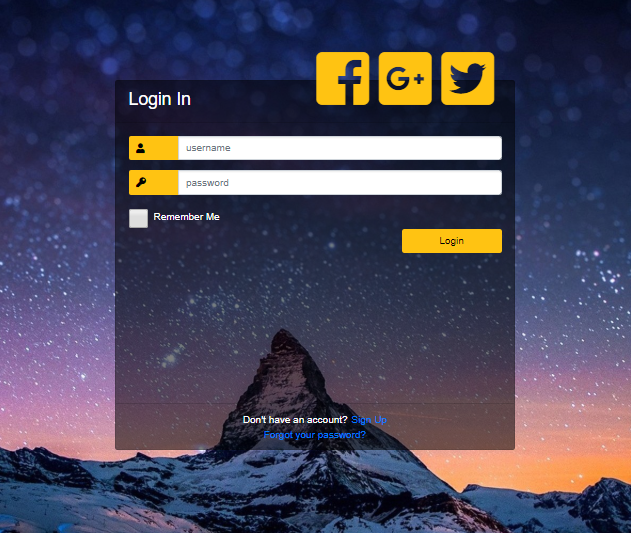 Login In
username
password
Remember Me
Login
Don't have an account? Sign Up
Forgot your password?